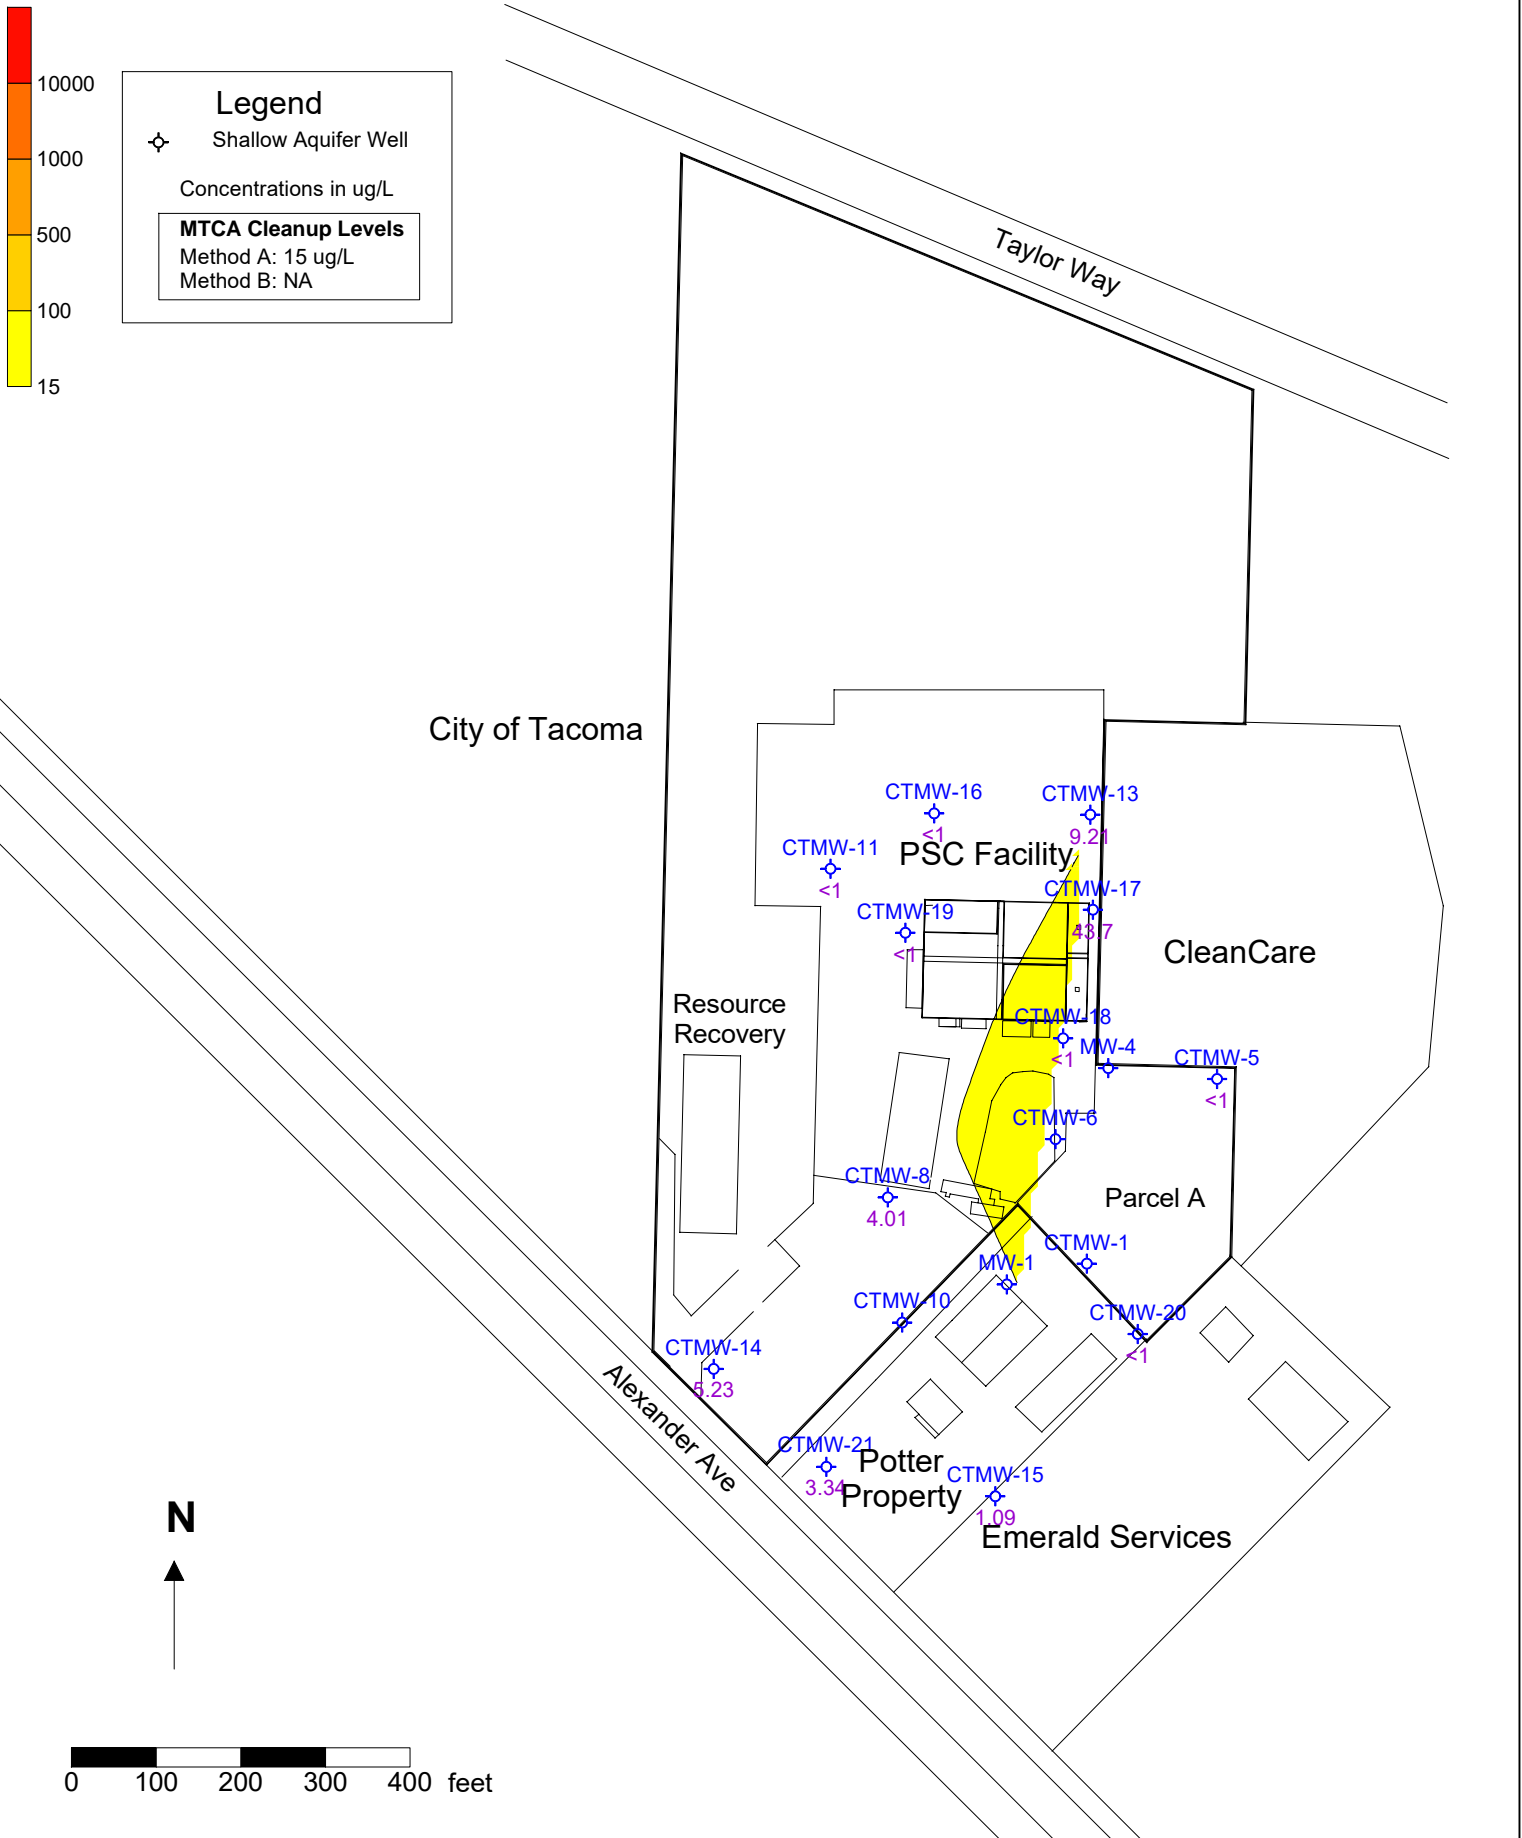 10000
1000
500
100
15
Legend
Shallow Aquifer Well
Concentrations in ug/L
MTCA Cleanup Levels
Method A: 15 ug/L
Method B: NA
Taylor Way
City of Tacoma
CTMW-16
<1
CTMW-13
9.21
CTMW-11
<1
PSC Facility
CTMW-17
43.7
CTMW-19
<1
CleanCare
Resource
Recovery
CTMW-18
<1
MW-4
CTMW-5
<1
CTMW-6
CTMW-8
4.01
Parcel A
CTMW-1
MW-1
CTMW-10
CTMW-20
<1
CTMW-14
5.23
Alexander Ave
CTMW-21
3.34
Potter
Property
CTMW-15
1.09
Emerald Services
N
0 100 200 300 400 feet